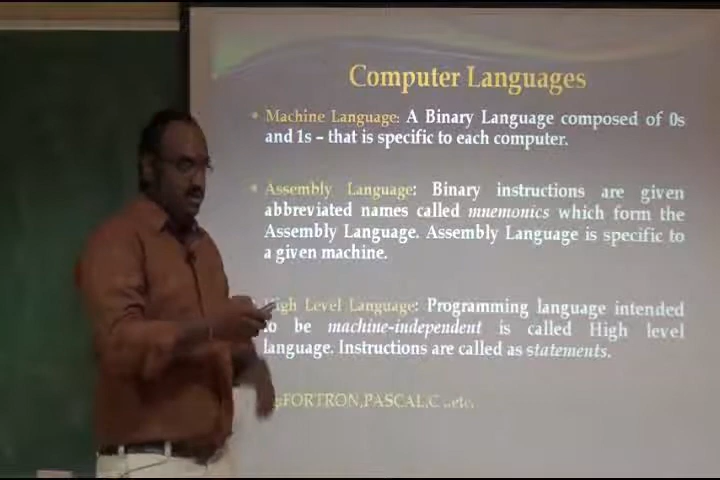 Computer Languages
Machine Language: A Binary Language composed of 0s
and 1s – that is specific to each computer.
Assembly Language: Binary instructions are given
abbreviated names called mnemonics which form the
Assembly Language. Assembly Language is specific to
a given machine.
High Level Language: Programming language intended
to be machine-independent is called High level
language. Instructions are called as statements.
FORTRON,PASCAL,C ..etc.